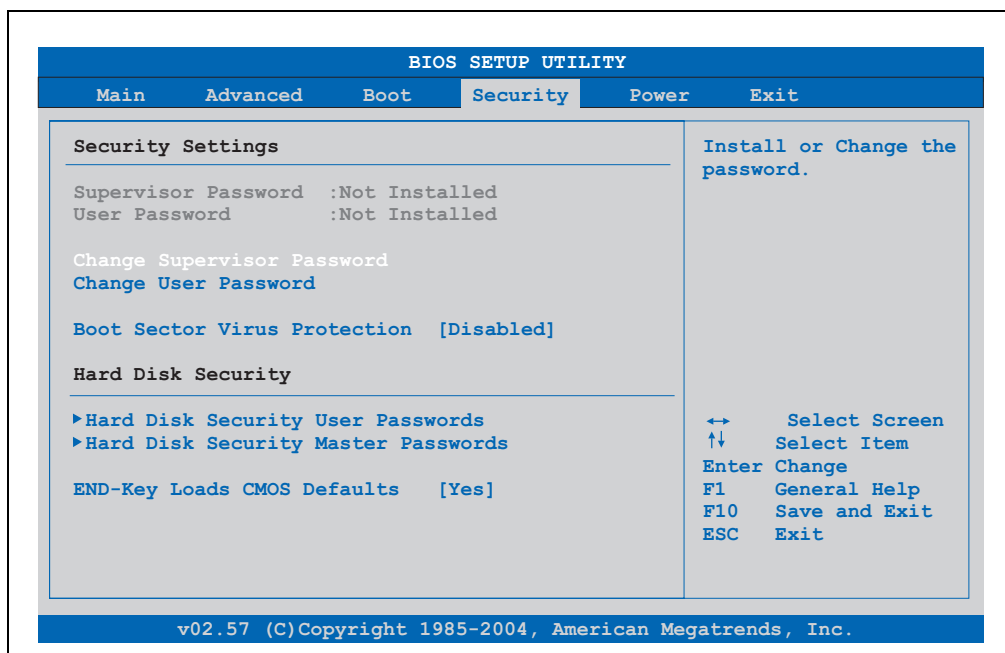 BIOS SETUP UTILITY
Main Advanced Boot Security Power Exit
Security Settings
Supervisor Password :Not Installed
User Password :Not Installed
Change Supervisor Password
Change User Password
Boot Sector Virus Protection [Disabled]
Hard Disk Security
Hard Disk Security User Passwords
Hard Disk Security Master Passwords
END-Key Loads CMOS Defaults [Yes]
Install or Change the
password.
Select Screen
Select Item
Enter Change
F1 General Help
F10 Save and Exit
ESC Exit
v02.57 (C)Copyright 1985-2004, American Megatrends, Inc.